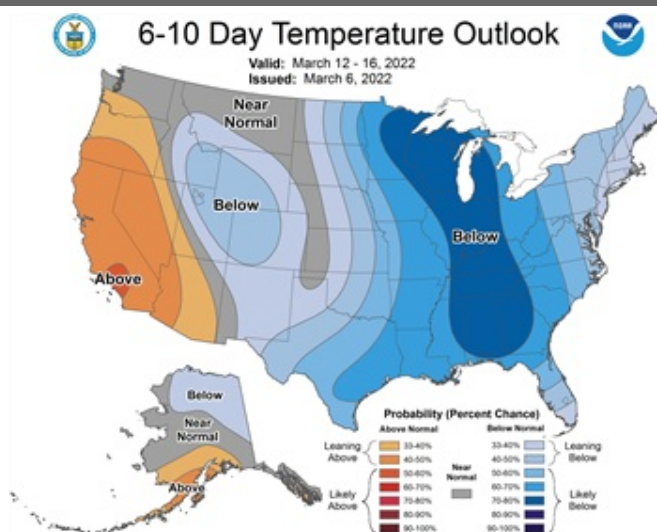 6-10 Day Temperature Outlook
Valid: March 12 - 16, 2022
Issued: March 6, 2022
Near
Normal
Below
Above
Below
Below
Near
Normal
Above
Probability (Percent Chance)
Above Normal
Below Normal
Leaning
Above
33-40%
40-50%
Likely
Above
50-60%
60-70%
70-80%
80-90%
90-100%
Near
Normal
33-40%
40-50%
Leaning
Below
50-60%
60-70%
70-80%
80-90%
90-100%
Likely
Below